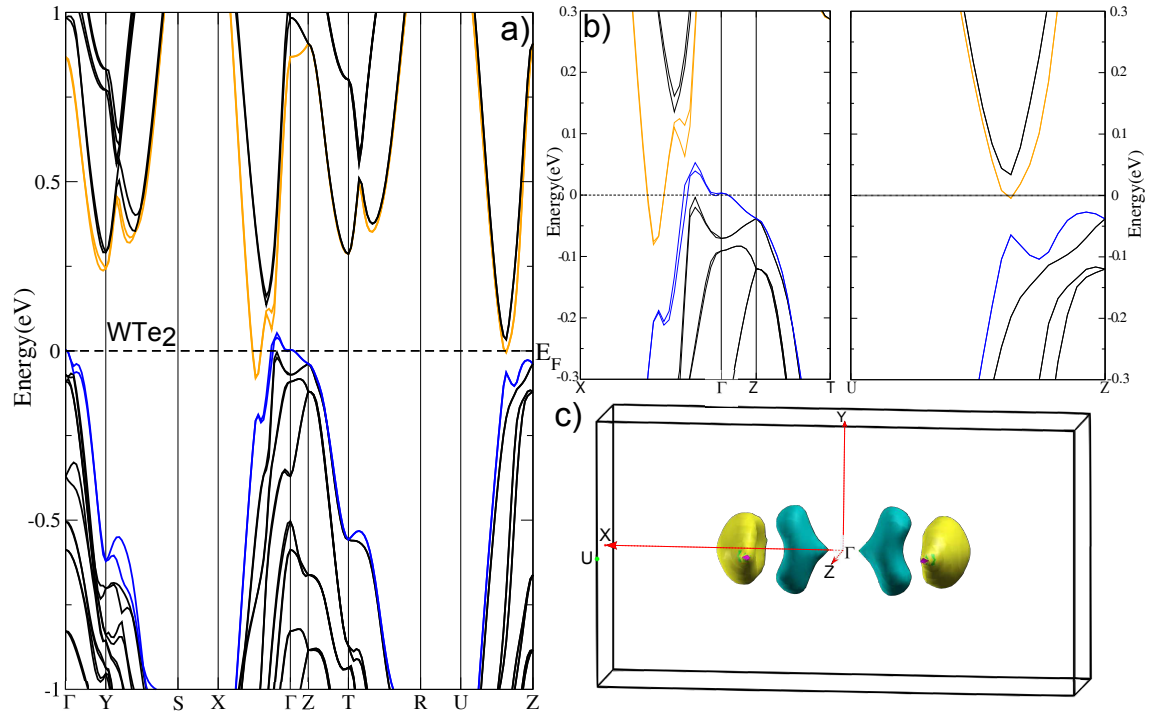 a)
1
0.5
0
-0.5
-1
Energy(eV)
WTe2
E_F
Γ Y S X Γ Z T R U Z
b)
0.3
0.2
0.1
0
-0.1
-0.2
-0.3
Energy(eV)
X Γ Z T
0.3
0.2
0.1
0
-0.1
-0.2
0.3
Energy(eV)
U Z
c)
Y
X
U
Γ
Z